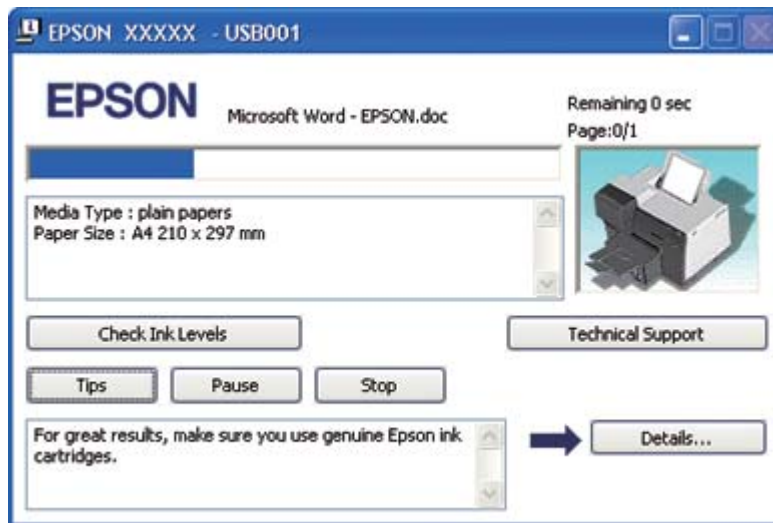 EPSON XXXXX - USB001
EPSON
Microsoft Word - EPSON.doc
Remaining 0 sec
Page:0/1
Media Type : plain papers
Paper Size : A4 210 x 297 mm
Check Ink Levels
Technical Support
Tips
Pause
Stop
For great results, make sure you use genuine Epson ink
cartridges.
Details...